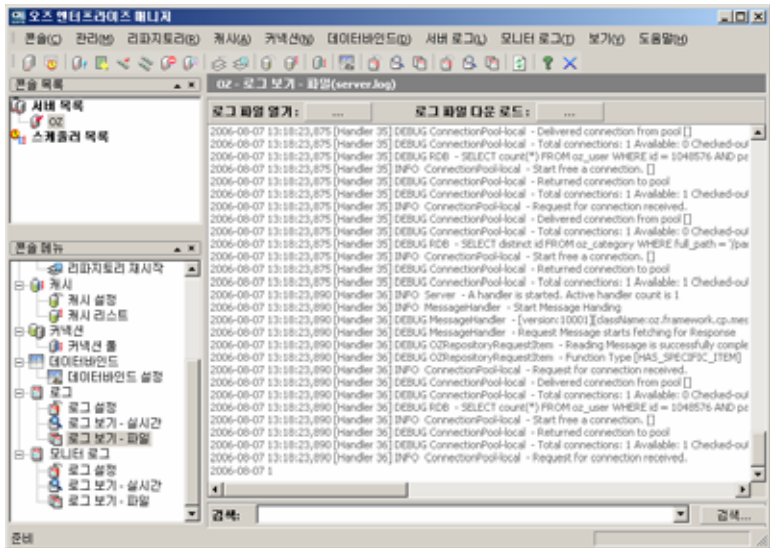 오즈 엔터프라이즈 매니저
콘솔(C) 관리(M) 리파지토리(R) 캐시(A) 커넥션(N) 데이터바인드(D) 서버 로그(L) 모니터 로그(T) 보기(V) 도움말(H)
콘솔 목록
서버 목록
OZ
스케줄러 목록
콘솔 메뉴
리파지토리 재시작
캐시
캐시 설정
캐시 리스트
커넥션
커넥션 풀
데이터바인드
데이터바인드 설정
로그
로그 설정
로그 보기 - 실시간
로그 보기 - 파일
모니터 로그
로그 설정
로그 보기 - 실시간
로그 보기 - 파일
OZ - 로그 보기 - 파일(server.log)
로그 파일 열기: ... 로그 파일 다운 로드: ...
2006-08-07 13:18:23,875 [Handler 35] DEBUG ConnectionPool-local - Delivered connection from pool []
2006-08-07 13:18:23,875 [Handler 35] DEBUG ConnectionPool-local - Total connections: 1 Available: 0 Checked-ou
2006-08-07 13:18:23,875 [Handler 35] DEBUG RDB - SELECT count(*) FROM oz_user WHERE id = 1048576 AND pa
2006-08-07 13:18:23,875 [Handler 35] INFO ConnectionPool-local - Start free a connection. []
2006-08-07 13:18:23,875 [Handler 35] DEBUG ConnectionPool-local - Returned connection to pool
2006-08-07 13:18:23,875 [Handler 35] DEBUG ConnectionPool-local - Total connections: 1 Available: 1 Checked-ou
2006-08-07 13:18:23,875 [Handler 35] INFO ConnectionPool-local - Request for connection received.
2006-08-07 13:18:23,875 [Handler 35] DEBUG ConnectionPool-local - Delivered connection from pool []
2006-08-07 13:18:23,875 [Handler 35] DEBUG ConnectionPool-local - Total connections: 1 Available: 0 Checked-ou
2006-08-07 13:18:23,875 [Handler 35] DEBUG RDB - SELECT distinct id FROM oz_category WHERE full_path = '/pa
2006-08-07 13:18:23,875 [Handler 35] INFO ConnectionPool-local - Start free a connection. []
2006-08-07 13:18:23,875 [Handler 35] DEBUG ConnectionPool-local - Returned connection to pool
2006-08-07 13:18:23,875 [Handler 35] DEBUG ConnectionPool-local - Total connections: 1 Available: 1 Checked-ou
2006-08-07 13:18:23,890 [Handler 36] INFO Server - A handler is started. Active handler count is 1
2006-08-07 13:18:23,890 [Handler 36] INFO MessageHandler - Start Message Handing
2006-08-07 13:18:23,890 [Handler 36] DEBUG MessageHandler - [version:10001][className:oz.framework.cp.mes
2006-08-07 13:18:23,890 [Handler 36] DEBUG MessageHandler - Request Message starts fetching for Response
2006-08-07 13:18:23,890 [Handler 36] DEBUG OZRepositoryRequestItem - Reading Message is successfully comple
2006-08-07 13:18:23,890 [Handler 36] DEBUG OZRepositoryRequestItem - Function Type [HAS_SPECIFIC_ITEM]
2006-08-07 13:18:23,890 [Handler 36] INFO ConnectionPool-local - Request for connection received.
2006-08-07 13:18:23,890 [Handler 36] DEBUG ConnectionPool-local - Delivered connection from pool []
2006-08-07 13:18:23,890 [Handler 36] DEBUG ConnectionPool-local - Total connections: 1 Available: 0 Checked-ou
2006-08-07 13:18:23,890 [Handler 36] DEBUG RDB - SELECT count(*) FROM oz_user WHERE id = 1048576 AND pa
2006-08-07 13:18:23,890 [Handler 36] INFO ConnectionPool-local - Start free a connection. []
2006-08-07 13:18:23,890 [Handler 36] DEBUG ConnectionPool-local - Returned connection to pool
2006-08-07 13:18:23,890 [Handler 36] DEBUG ConnectionPool-local - Total connections: 1 Available: 1 Checked-ou
2006-08-07 13:18:23,890 [Handler 36] INFO ConnectionPool-local - Request for connection received.
2006-08-07 1
검색: 검색...
준비